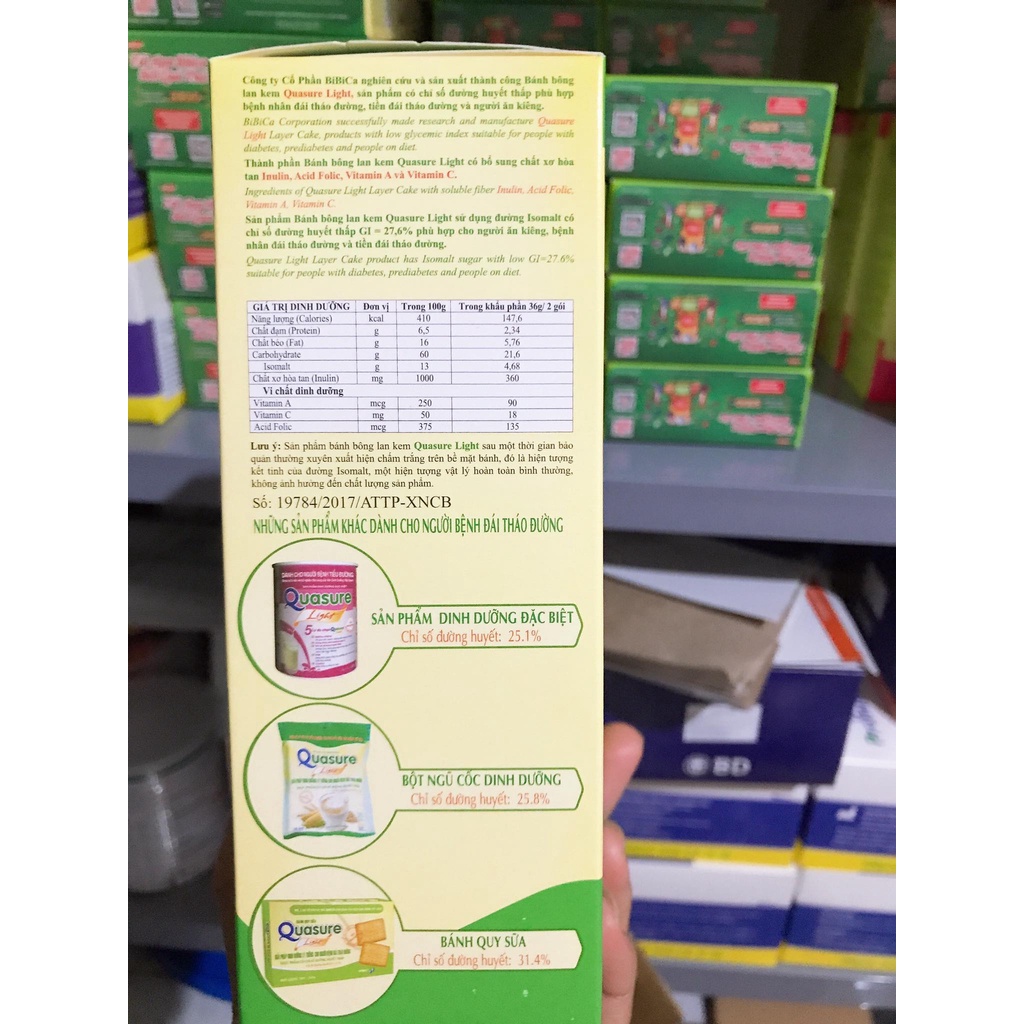 Công ty Cổ Phần BiBiCa nghiên cứu và sản xuất thành công Bánh bông
lan kem Quasure Light, sản phẩm có chỉ số đường huyết thấp phù hợp
bệnh nhân đái tháo đường, tiền đái tháo đường và người ăn kiêng.
BiBiCa Corporation successfully made research and manufacture Quasure
Light Layer Cake, products with low glycemic index suitable for people with
diabetes, prediabetes and people on diet.
Thành phần Bánh bông lan kem Quasure Light có bổ sung chất xơ hòa
tan Inulin, Acid Folic, Vitamin A và Vitamin C.
Ingredients of Quasure Light Layer Cake with soluble fiber Inulin, Acid Folic,
Vitamin A, Vitamin C.
Sản phẩm Bánh bông lan kem Quasure Light sử dụng đường Isomalt có
chỉ số đường huyết thấp GI = 27,6% phù hợp cho người ăn kiêng, bệnh
nhân đái tháo đường và tiền đái tháo đường.
Quasure Light Layer Cake product has Isomalt sugar with low GI=27.6%
suitable for people with diabetes, prediabetes and people on diet.
GIÁ TRỊ DINH DƯỠNG Đơn vị Trong 100g Trong khẩu phần 36g/ 2 gói
Năng lượng (Calories) kcal 410 147,6
Chất đạm (Protein) g 6,5 2,34
Chất béo (Fat) g 16 5,76
Carbohydrate g 60 21,6
Isomalt g 13 4,68
Chất xơ hòa tan (Inulin) mg 1000 360
Vi chất dinh dưỡng
Vitamin A mcg 250 90
Vitamin C mg 50 18
Acid Folic mcg 375 135
Lưu ý: Sản phẩm bánh bông lan kem Quasure Light sau một thời gian bảo
quản thường xuyên xuất hiện chấm trắng trên bề mặt bánh, đó là hiện tượng
kết tinh của đường Isomalt, một hiện tượng vật lý hoàn toàn bình thường,
không ảnh hưởng đến chất lượng sản phẩm.
Số: 19784/2017/ATTP-XNCB
NHỮNG SẢN PHẨM KHÁC DÀNH CHO NGƯỜI BỆNH ĐÁI THÁO ĐƯỜNG
DÀNH CHO NGƯỜI BỆNH TIỂU ĐƯỜNG
Quasure
Light
5
SẢN PHẨM DINH DƯỠNG ĐẶC BIỆT
Chỉ số đường huyết: 25.1%
Quasure
Light
BỘT NGŨ CỐC DINH DƯỠNG
Chỉ số đường huyết: 25.8%
Quasure
Light
BÁNH QUY SỮA
Chỉ số đường huyết: 31.4%
BD